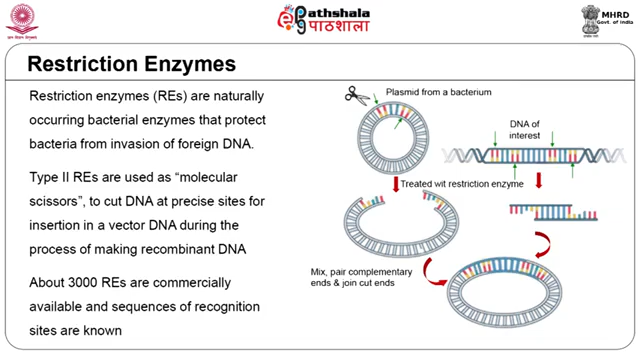 ePathshala
पाठशाला
MHRD
Govt. of India
Restriction Enzymes
Restriction enzymes (REs) are naturally
occurring bacterial enzymes that protect
bacteria from invasion of foreign DNA.
Type II REs are used as “molecular
scissors”, to cut DNA at precise sites for
insertion in a vector DNA during the
process of making recombinant DNA
About 3000 REs are commercially
available and sequences of recognition
sites are known
Plasmid from a bacterium
DNA of
interest
Treated wit restriction enzyme
Mix, pair complementary
ends & join cut ends